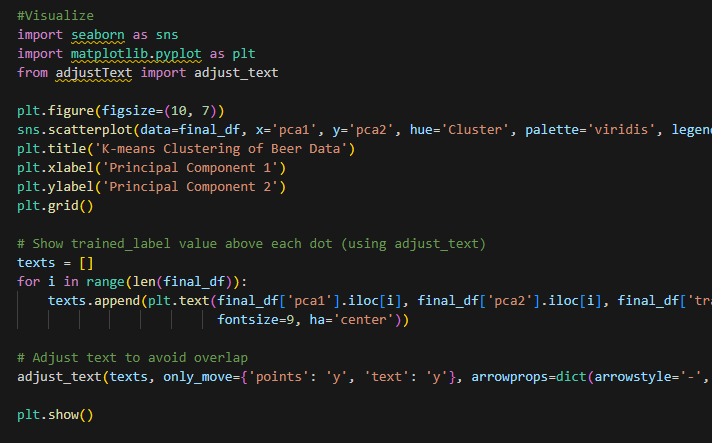 #Visualize
import seaborn as sns
import matplotlib.pyplot as plt
from adjustText import adjust_text
plt.figure(figsize=(10, 7))
sns.scatterplot(data=final_df, x='pca1', y='pca2', hue='Cluster', palette='viridis',
plt.title('K-means Clustering of Beer Data')
plt.xlabel('Principal Component 1')
plt.ylabel('Principal Component 2')
plt.grid()
# Show trained_label value above each dot (using adjust_text)
texts = []
for i in range(len(final_df)):
texts.append(plt.text(final_df['pca1'].iloc[i], final_df['pca2'].iloc[i],
fontsize=9, ha='center'))
# Adjust text to avoid overlap
adjust_text(texts, only_move={'points': 'y', 'text': 'y'}, arrowprops=dict(arrowstyle='-',
plt.show()